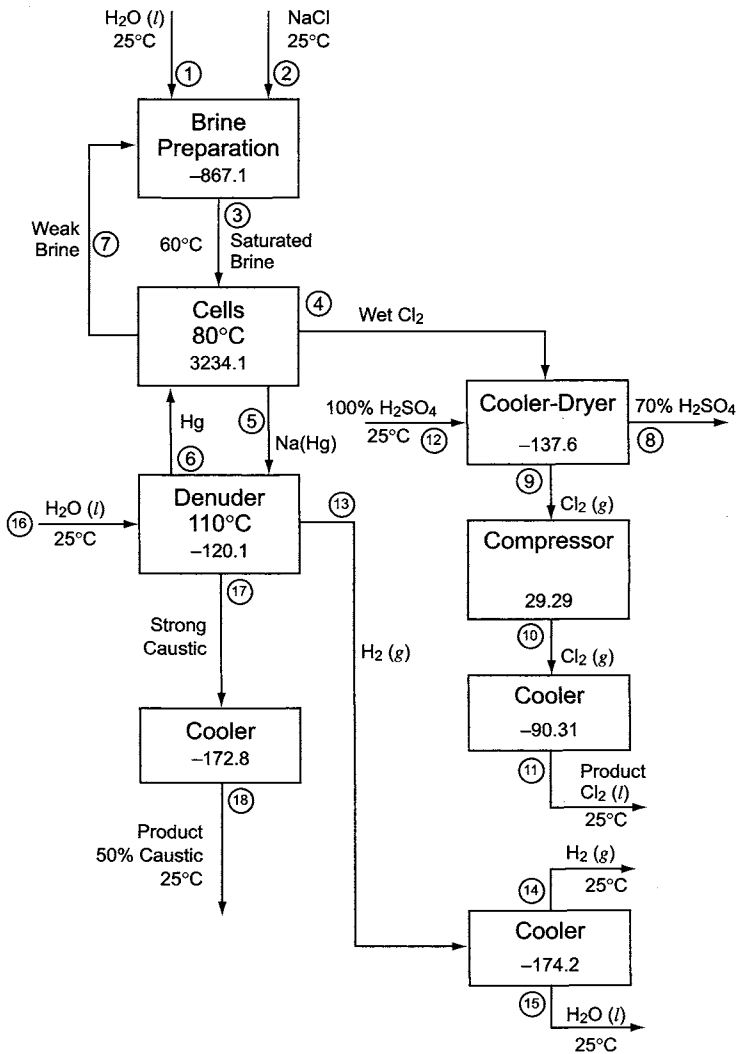 H₂O (l)
25°C
NaCl
25°C
1
2
Brine
Preparation
–867.1
Weak
Brine
7
3
60°C
Saturated
Brine
Cells
80°C
3234.1
4
Wet Cl₂
Hg
6
5
Na(Hg)
100% H₂SO₄
25°C
12
Cooler-Dryer
–137.6
70% H₂SO₄
8
9
Cl₂ (g)
16
H₂O (l)
25°C
Denuder
110°C
–120.1
13
H₂ (g)
Compressor
29.29
10
Cl₂ (g)
17
Strong
Caustic
Cooler
–90.31
11
Product
Cl₂ (l)
25°C
Cooler
–172.8
18
Product
50% Caustic
25°C
14
H₂ (g)
25°C
Cooler
–174.2
15
H₂O (l)
25°C